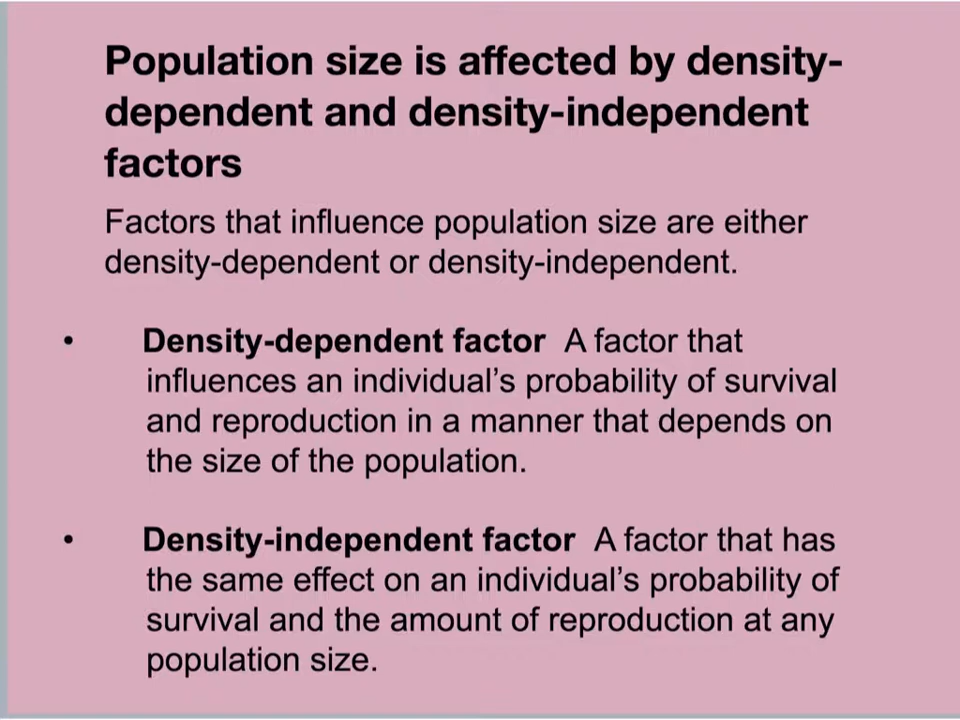 Population size is affected by density-
dependent and density-independent
factors
Factors that influence population size are either
density-dependent or density-independent.
• Density-dependent factor A factor that
influences an individual’s probability of survival
and reproduction in a manner that depends on
the size of the population.
• Density-independent factor A factor that has
the same effect on an individual’s probability of
survival and the amount of reproduction at any
population size.